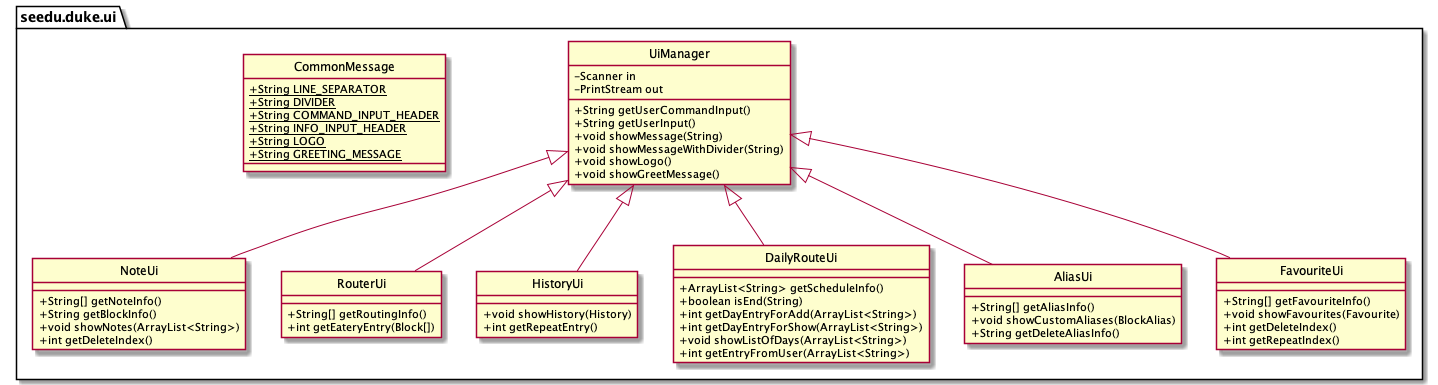 seedu.duke.ui
CommonMessage
+String LINE_SEPARATOR
+String DIVIDER
+String COMMAND_INPUT_HEADER
+String INFO_INPUT_HEADER
+String LOGO
+String GREETING_MESSAGE
UiManager
-Scanner in
-PrintStream out
+String getUserCommandInput()
+String getUserInput()
+void showMessage(String)
+void showMessageWithDivider(String)
+void showLogo()
+void showGreetMessage()
NoteUi
+String[] getNoteInfo()
+String getBlockInfo()
+void showNotes(ArrayList<String>)
+int getDeleteIndex()
RouterUi
+String[] getRoutingInfo()
+int getEateryEntry(Block[])
HistoryUi
+void showHistory(History)
+int getRepeatEntry()
DailyRouteUi
+ArrayList<String> getScheduleInfo()
+boolean isEnd(String)
+int getDayEntryForAdd(ArrayList<String>)
+int getDayEntryForShow(ArrayList<String>)
+void showListOfDays(ArrayList<String>)
+int getEntryFromUser(ArrayList<String>)
AliasUi
+String[] getAliasInfo()
+void showCustomAliases(BlockAlias)
+String getDeleteAliasInfo()
FavouriteUi
+String[] getFavouriteInfo()
+void showFavourites(Favourite)
+int getDeleteIndex()
+int getRepeatIndex()